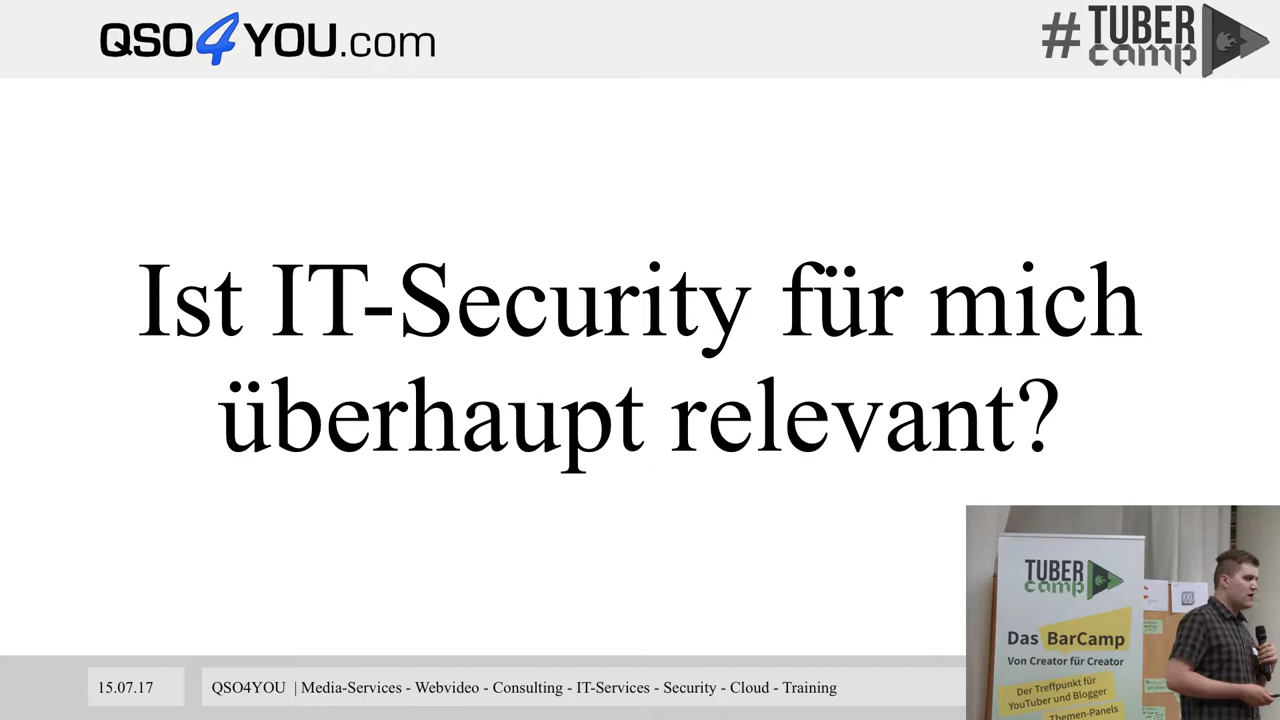 QSO4YOU.com
#TUBER
camp
Ist IT-Security für mich
überhaupt relevant?
TUBER
camp
Das BarCamp
Von Creator für Creator
Der Treffpunkt für
YouTuber und Blogger
Themen-Panels
15.07.17
QSO4YOU | Media-Services - Webvideo - Consulting - IT-Services - Security - Cloud - Training